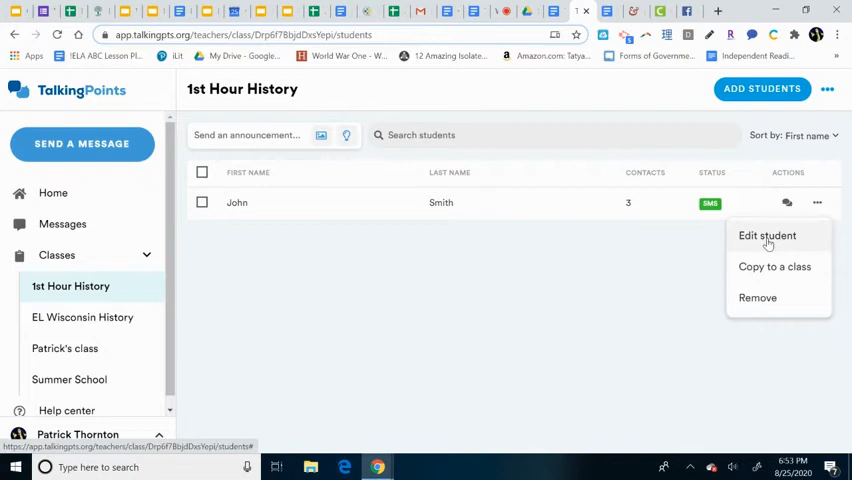 app.talkingpts.org/teachers/class/Drp6f7BbjdDxsYepi/students
Apps
!ELA ABC Lesson Pl...
iLit
My Drive - Google...
World War One - W...
12 Amazing Isolate...
Amazon.com: Tatya...
Forms of Governme...
Independent Readi...
TalkingPoints
1st Hour History
ADD STUDENTS
SEND A MESSAGE
Send an announcement...
Search students
Sort by: First name
FIRST NAME
LAST NAME
CONTACTS
STATUS
ACTIONS
John
Smith
3
SMS
Edit student
Copy to a class
Remove
Home
Messages
Classes
1st Hour History
EL Wisconsin History
Patrick's class
Summer School
Help center
Patrick Thornton
https://app.talkingpts.org/teachers/class/Drp6f7BbjdDxsYepi/students#
Type here to search
6:53 PM
8/25/2020
7